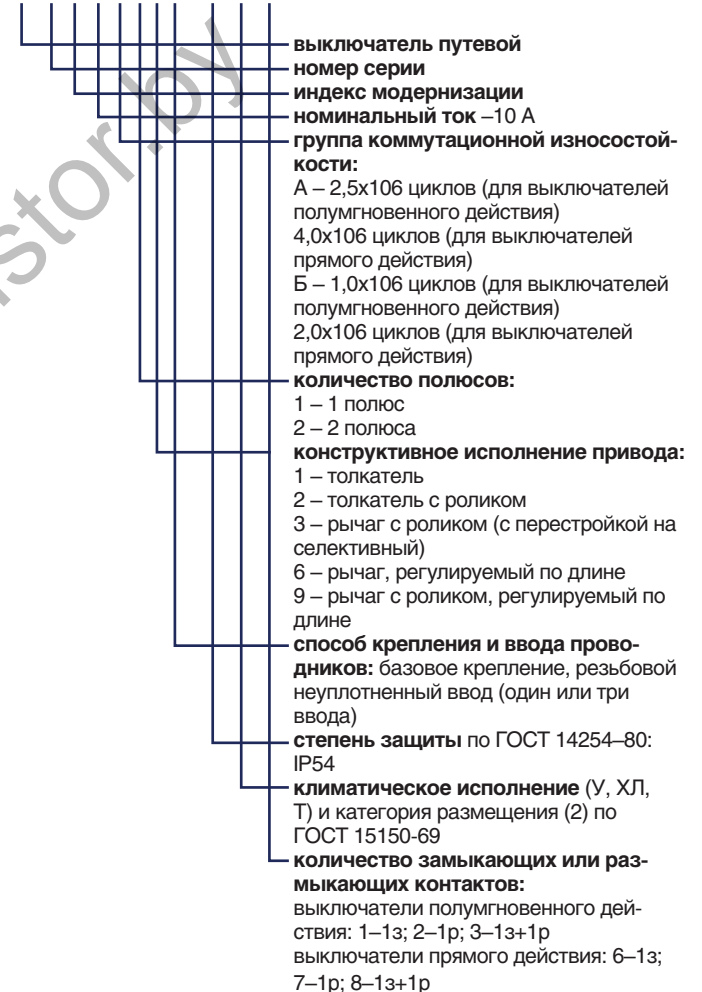 выключатель путевой
номер серии
индекс модернизации
номинальный ток –10 А
группа коммутационной износостой-
кости:
А – 2,5х106 циклов (для выключателей
полумгновенного действия)
4,0х106 циклов (для выключателей
прямого действия)
Б – 1,0х106 циклов (для выключателей
полумгновенного действия)
2,0х106 циклов (для выключателей
прямого действия)
количество полюсов:
1 – 1 полюс
2 – 2 полюса
конструктивное исполнение привода:
1 – толкатель
2 – толкатель с роликом
3 – рычаг с роликом (с перестройкой на
селективный)
6 – рычаг, регулируемый по длине
9 – рычаг с роликом, регулируемый по
длине
способ крепления и ввода прово-
дников: базовое крепление, резьбовой
неуплотненный ввод (один или три
ввода)
степень защиты по ГОСТ 14254–80:
IP54
климатическое исполнение (У, ХЛ,
Т) и категория размещения (2) по
ГОСТ 15150-69
количество замыкающих или раз-
мыкающих контактов:
выключатели полумгновенного дей-
ствия: 1–1з; 2–1р; 3–1з+1р
выключатели прямого действия: 6–1з;
7–1р; 8–1з+1р
stor.by